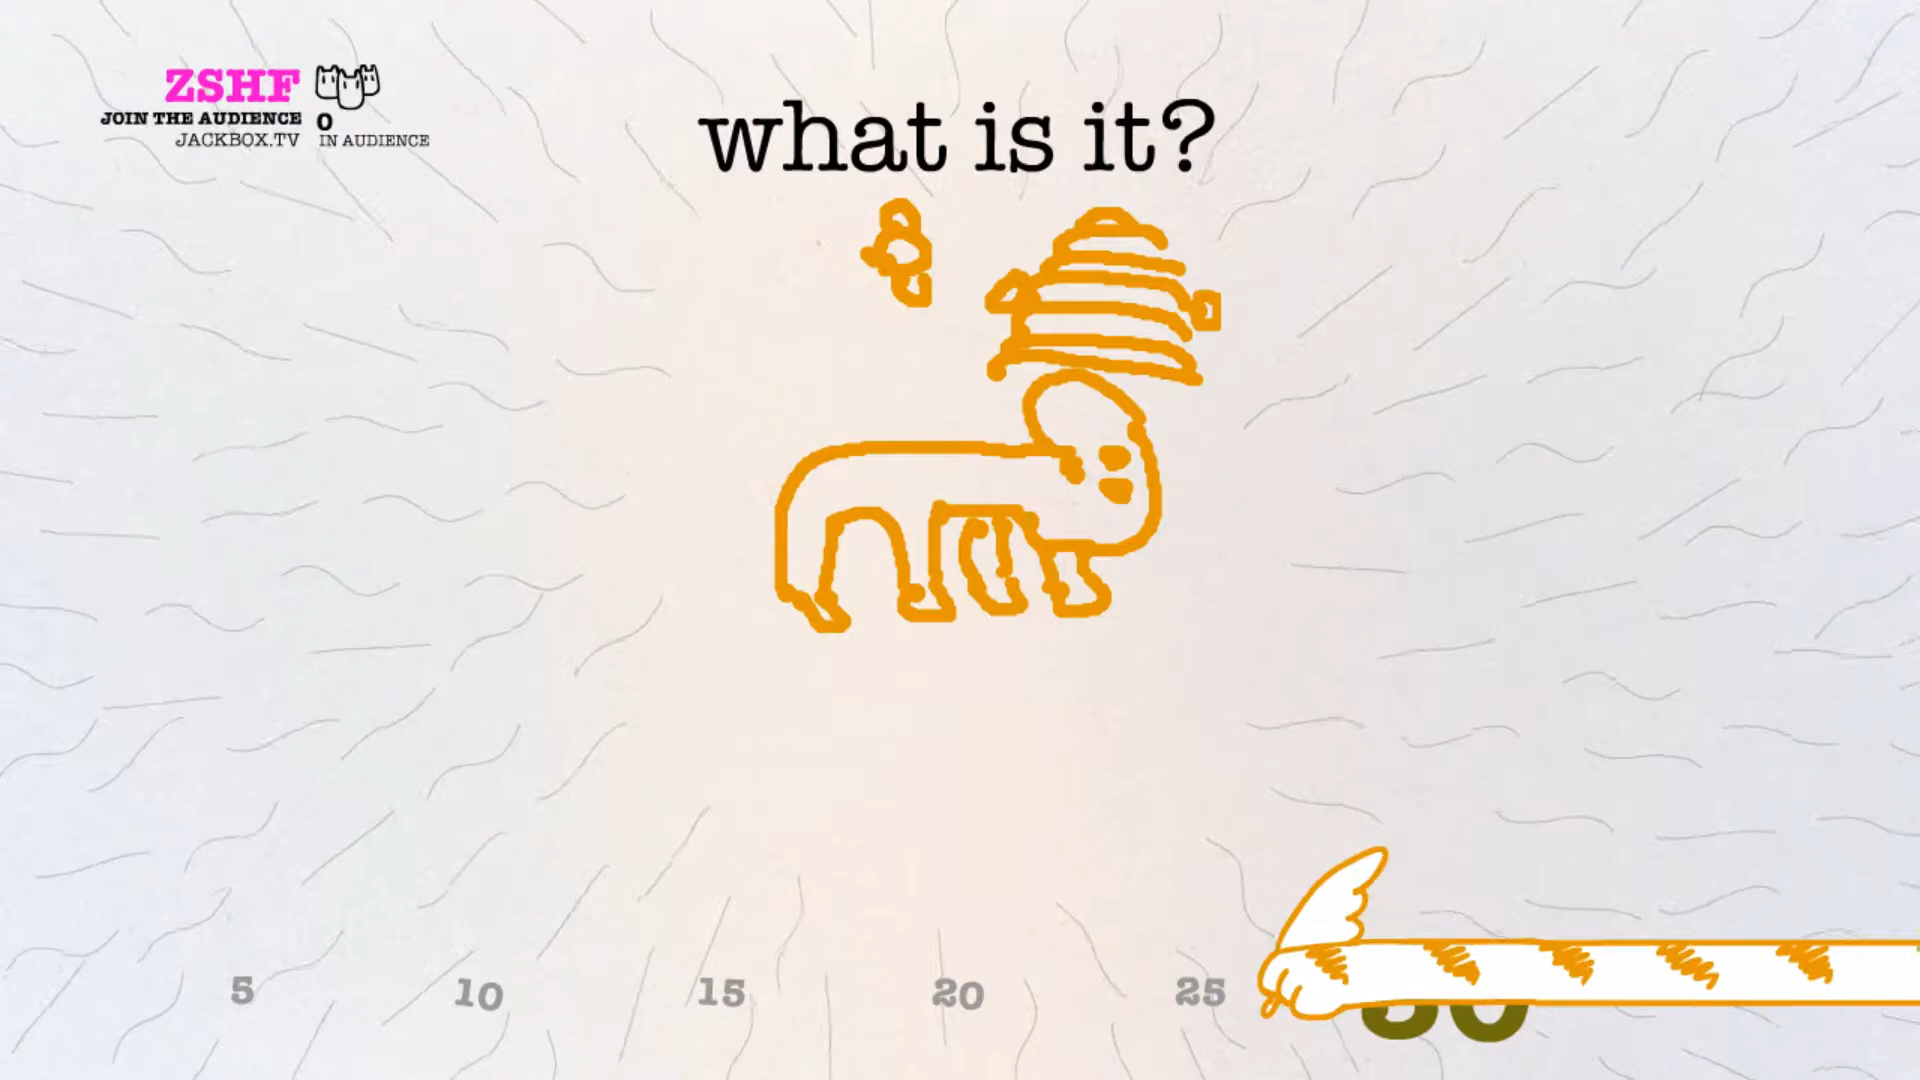 ZSHF
JOIN THE AUDIENCE
JACKBOX.TV
0
IN AUDIENCE
what is it?
5 10 15 20 25